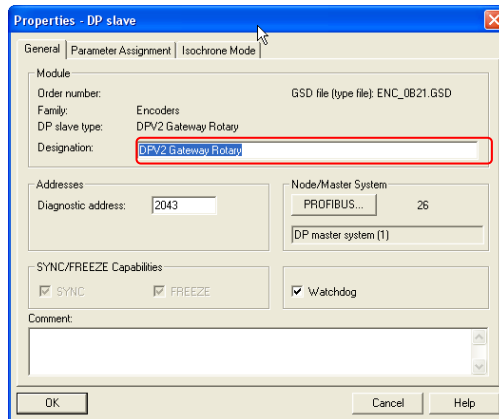 Properties - DP slave
General Parameter Assignment Isochrone Mode
Module
Order number: GSD file (type file): ENC_0B21.GSD
Family: Encoders
DP slave type: DPV2 Gateway Rotary
Designation: DPV2 Gateway Rotary
Addresses
Diagnostic address: 2043
Node/Master System
PROFIBUS... 26
DP master system (1)
SYNC/FREEZE Capabilities
SYNC FREEZE
Watchdog
Comment:
OK Cancel Help